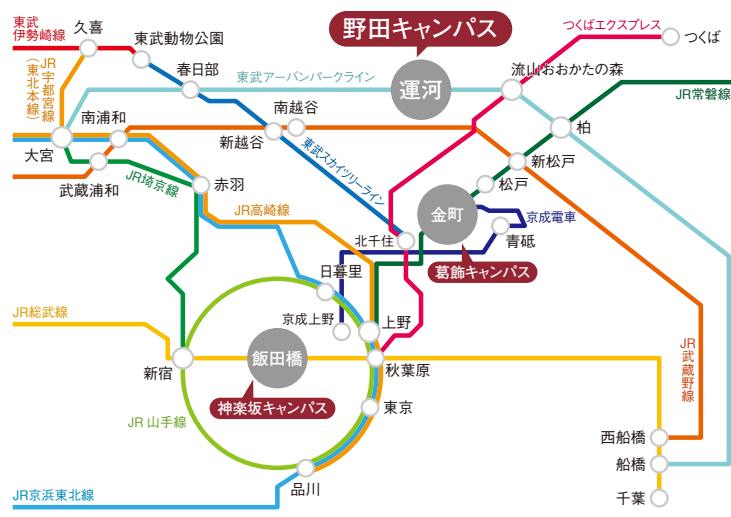 東武
伊勢崎線
久喜
東武動物公園
野田キャンパス
つくばエクスプレス
つくば
JR宇都宮線
(東北本線)
春日部
東武アーバンパークライン
運河
流山おおかたの森
JR常磐線
南浦和
南越谷
新越谷
柏
大宮
武蔵浦和
新松戸
JR埼京線
赤羽
東武スカイツリーライン
松戸
JR高崎線
金町
京成電車
北千住
青砥
葛飾キャンパス
日暮里
JR総武線
京成上野
上野
新宿
飯田橋
秋葉原
JR武蔵野線
神楽坂キャンパス
東京
JR山手線
西船橋
船橋
品川
千葉
JR京浜東北線